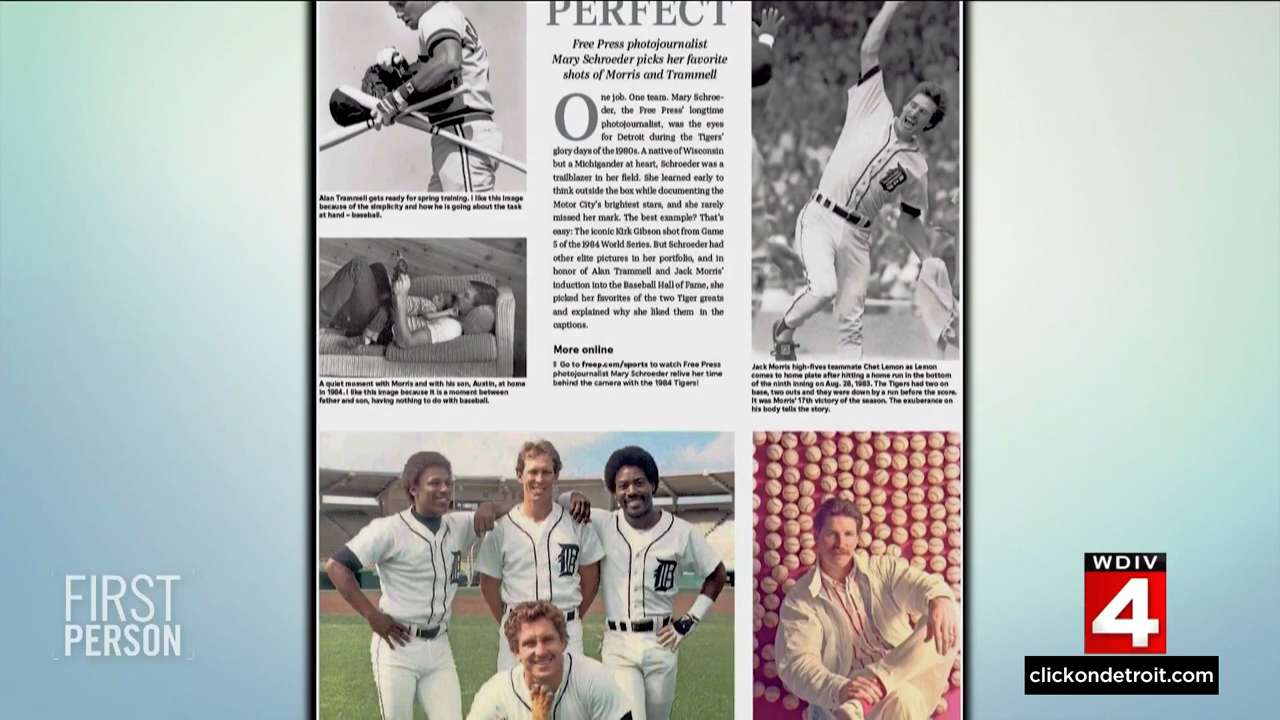 PERFECT
Free Press photojournalist
Mary Schroeder picks her favorite
shots of Morris and Trammell
One job. One team. Mary Schroe-
der, the Free Press' longtime
photojournalist, was the eyes
for Detroit during the Tigers'
glory days of the 1980s. A native of Wisconsin
but a Michigander at heart, Schroeder was a
trailblazer in her field. She learned early to
think outside the box while documenting the
Motor City's brightest stars, and she rarely
missed her mark. The best example? That's
easy: The iconic Kirk Gibson shot from Game
5 of the 1984 World Series. But Schroeder had
other elite pictures in her portfolio, and in
honor of Alan Trammell and Jack Morris'
induction into the Baseball Hall of Fame, she
picked her favorites of the two Tiger greats
and explained why she liked them in the
captions.
More online
Go to freep.com/sports to watch Free Press
photojournalist Mary Schroeder relive her time
behind the camera with the 1984 Tigers!
Alan Trammell gets ready for spring training. I like this image
because of the simplicity and how he is going about the task
at hand – baseball.
A quiet moment with Morris and with his son, Austin, at home
in 1984. I like this image because it is a moment between
father and son, having nothing to do with baseball.
Jack Morris high-fives teammate Chet Lemon as Lemon
comes to home plate after hitting a home run in the bottom
of the ninth inning on Aug. 28, 1983. The Tigers had two on
base, two outs and they were down by a run before the score.
It was Morris' 17th victory of the season. The exuberance on
his body tells the story.
FIRST
PERSON
WDIV
4
clickondetroit.com